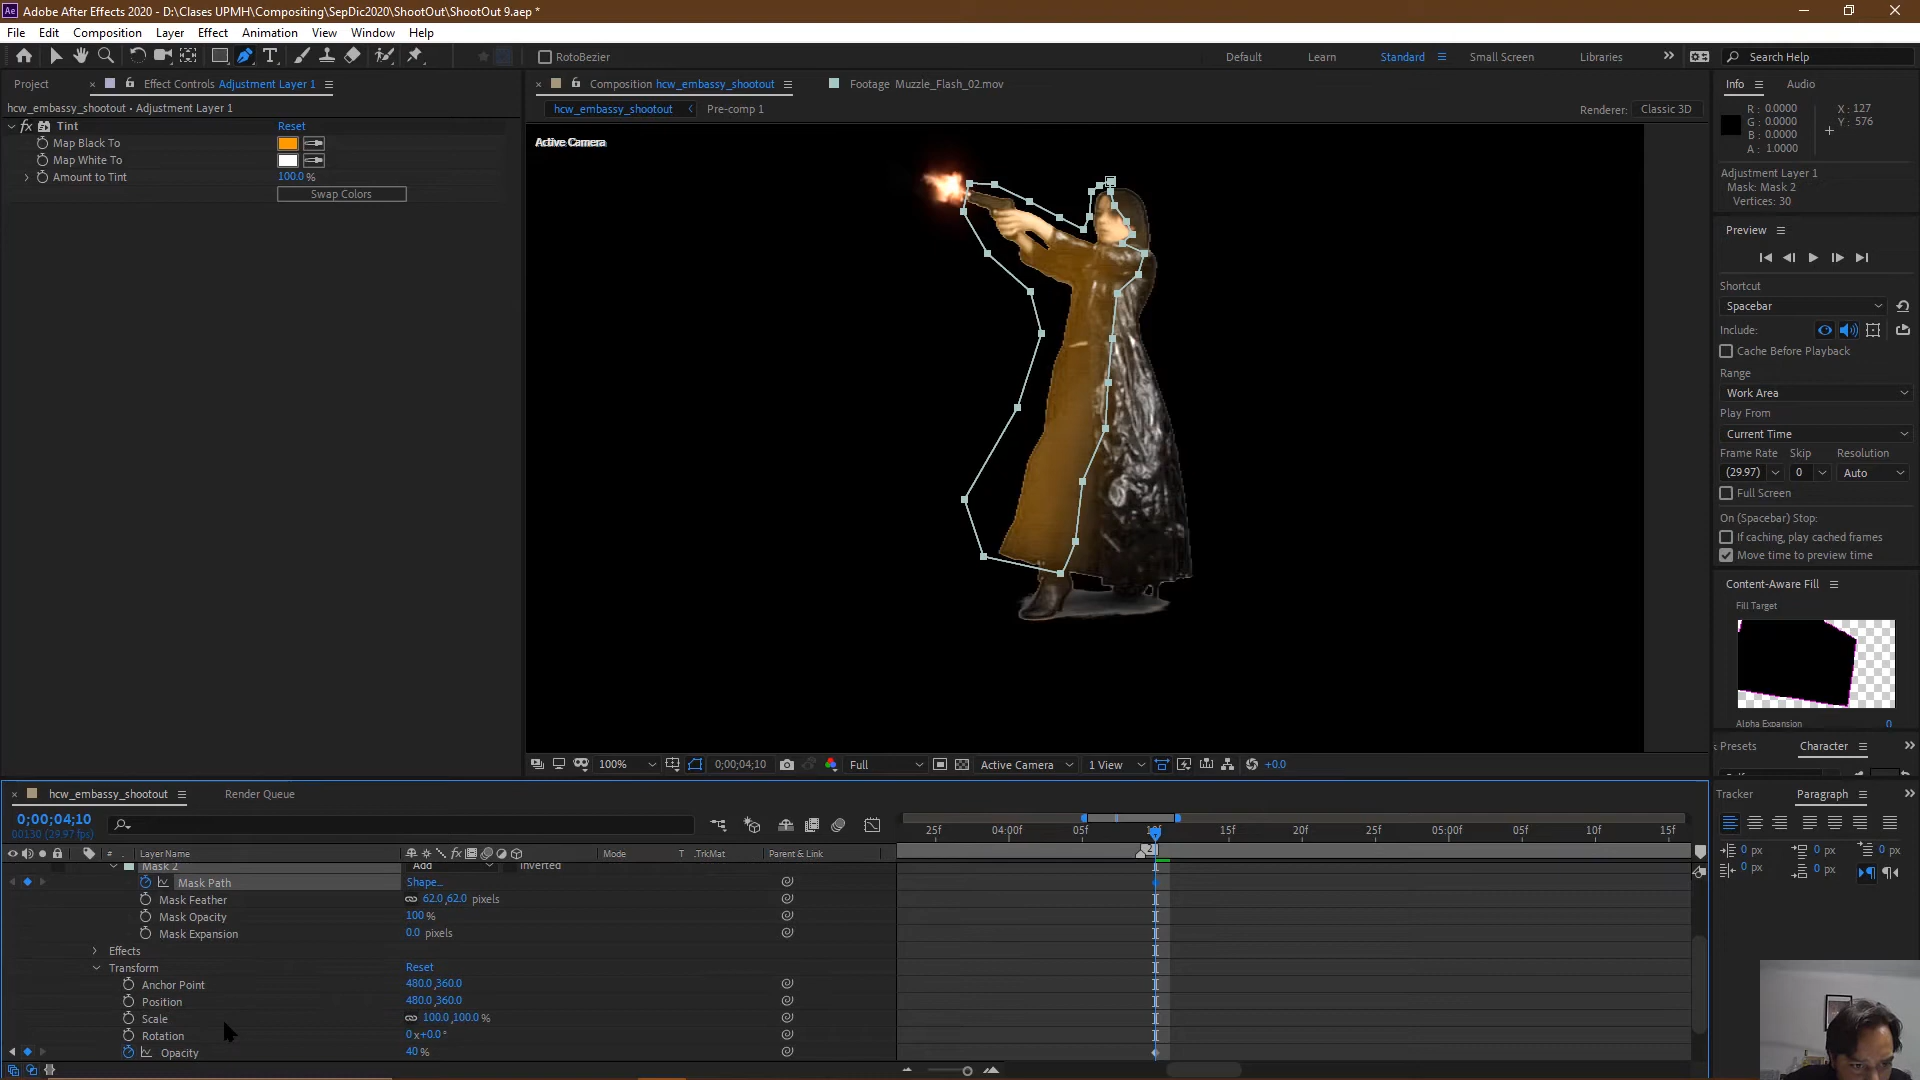 Adobe After Effects 2020 - D:\Clases UPMH\Compositing\SepDic2020\ShootOut\ShootOut 9.aep *
File Edit Composition Layer Effect Animation View Window Help
RotoBezier
Default Learn Standard Small Screen Libraries Search Help
Project Effect Controls Adjustment Layer 1
hcw_embassy_shootout • Adjustment Layer 1
fx Tint Reset
Map Black To
Map White To
Amount to Tint 100.0 %
Swap Colors
Composition hcw_embassy_shootout Footage Muzzle_Flash_02.mov
hcw_embassy_shootout Pre-comp 1 Renderer: Classic 3D
Active Camera
100% 0;00;04;10 Full Active Camera 1 View +0.0
Info Audio
R : 0.0000 X : 127
G : 0.0000 Y : 576
B : 0.0000
A : 1.0000
Adjustment Layer 1
Mask: Mask 2
Vertices: 30
Preview
Shortcut
Spacebar
Include:
Cache Before Playback
Range
Work Area
Play From
Current Time
Frame Rate Skip Resolution
(29.97) 0 Auto
Full Screen
On (Spacebar) Stop:
If caching, play cached frames
Move time to preview time
Content-Aware Fill
Fill Target
Alpha Expansion 0
Presets Character
Tracker Paragraph
0 px 0 px 0 px
0 px 0 px
hcw_embassy_shootout Render Queue
0;00;04;10
00130 (29.97 fps)
25f 04:00f 05f 10f 15f 20f 25f 05:00f 05f 10f 15f
# Layer Name Mode T .TrkMat Parent & Link
2
Mask 2 Add Inverted
Mask Path Shape...
Mask Feather 62.0,62.0 pixels
Mask Opacity 100 %
Mask Expansion 0.0 pixels
Effects
Transform Reset
Anchor Point 480.0,360.0
Position 480.0,360.0
Scale 100.0,100.0 %
Rotation 0 x+0.0 °
Opacity 40 %